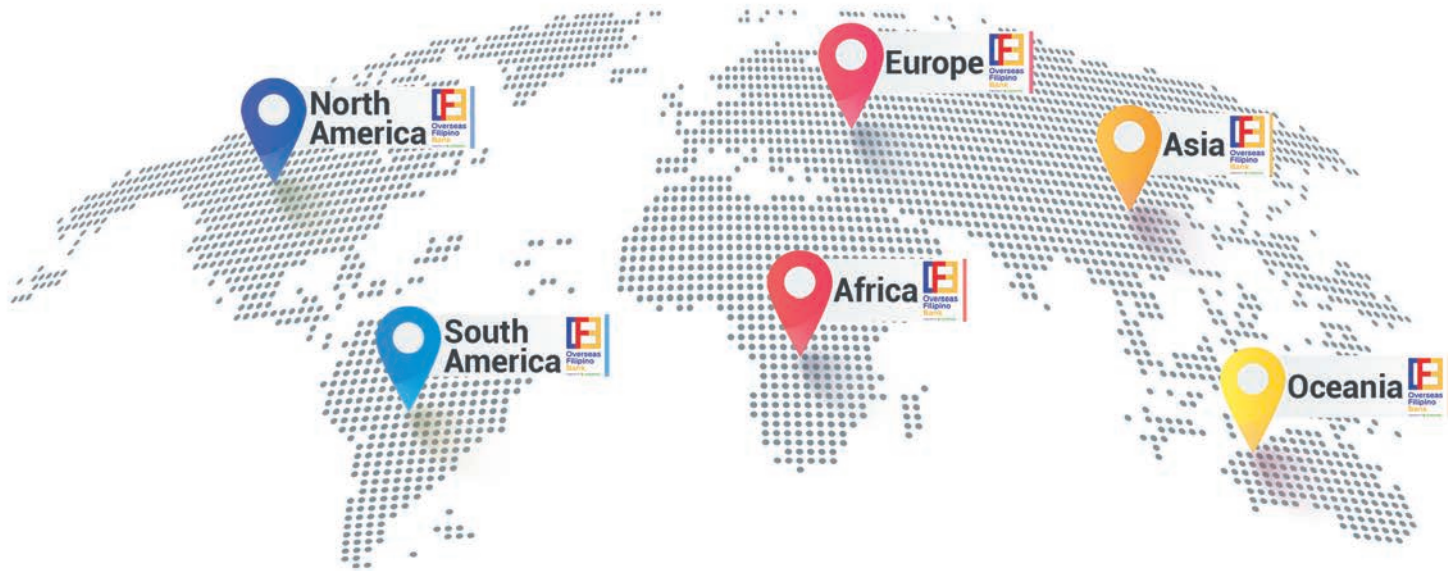 North
America
Overseas
Filipino
Bank
Europe
Overseas
Filipino
Bank
Asia
Overseas
Filipino
Bank
Africa
Overseas
Filipino
Bank
South
America
Overseas
Filipino
Bank
Oceania
Overseas
Filipino
Bank